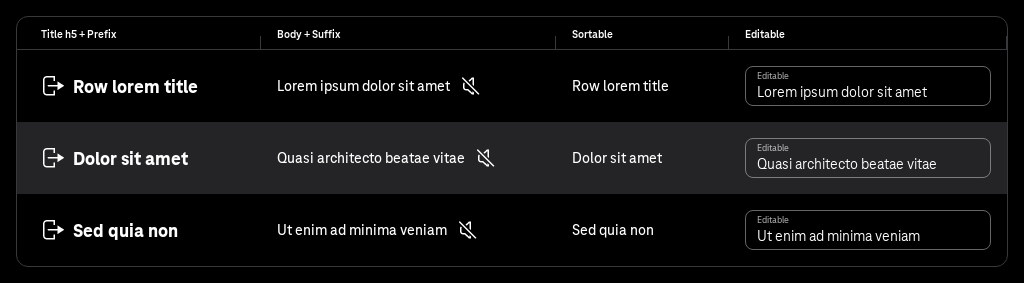 Title h5 + Prefix Body + Suffix Sortable Editable
Row lorem title Lorem ipsum dolor sit amet Row lorem title Editable
Lorem ipsum dolor sit amet
Dolor sit amet Quasi architecto beatae vitae Dolor sit amet Editable
Quasi architecto beatae vitae
Sed quia non Ut enim ad minima veniam Sed quia non Editable
Ut enim ad minima veniam